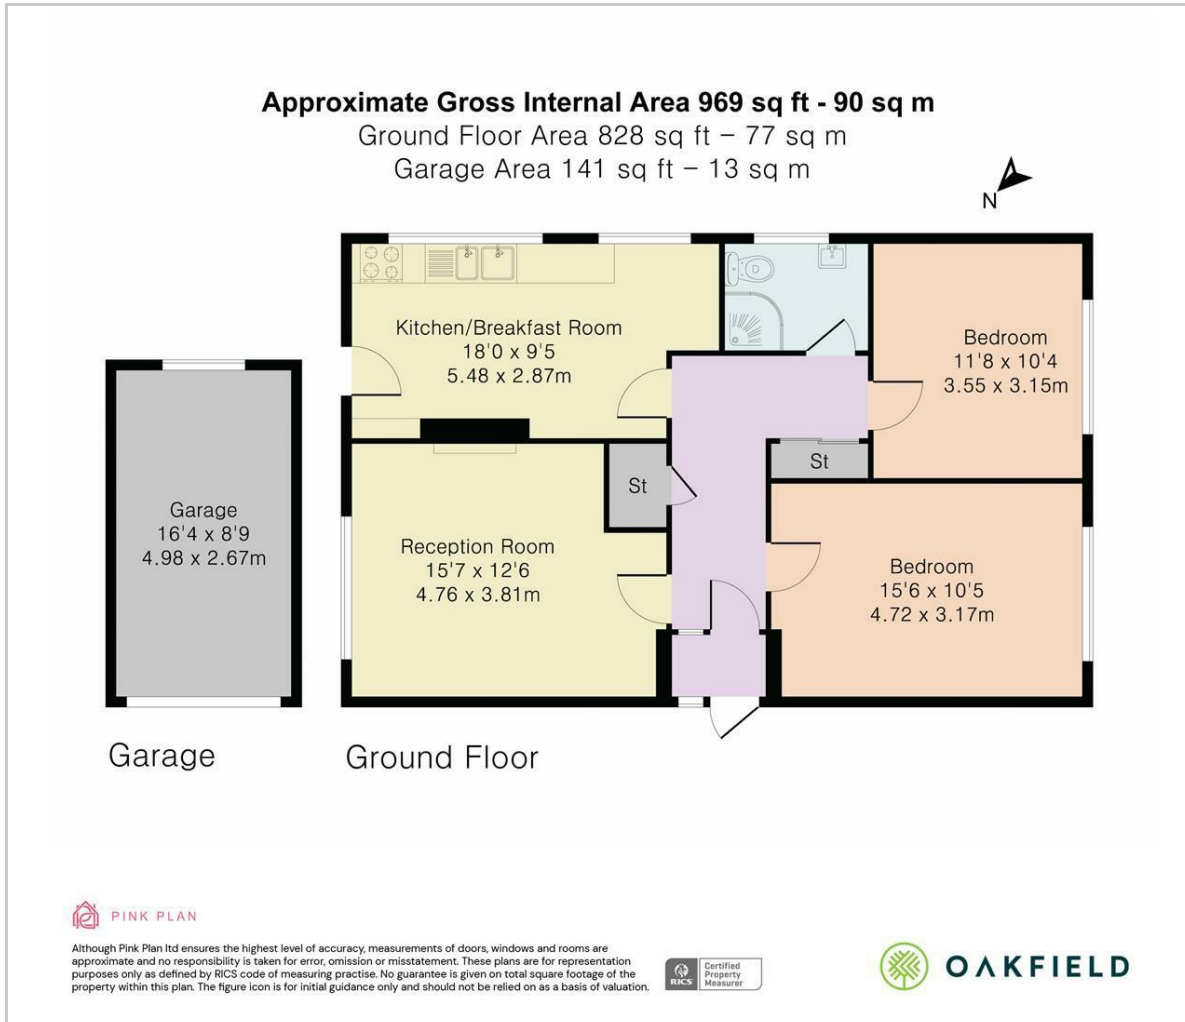 Approximate Gross Internal Area 969 sq ft - 90 sq m
Ground Floor Area 828 sq ft – 77 sq m
Garage Area 141 sq ft – 13 sq m
N
Kitchen/Breakfast Room
18'0 x 9'5
5.48 x 2.87m
Bedroom
11'8 x 10'4
3.55 x 3.15m
St
St
Garage
16'4 x 8'9
4.98 x 2.67m
Reception Room
15'7 x 12'6
4.76 x 3.81m
Bedroom
15'6 x 10'5
4.72 x 3.17m
Garage
Ground Floor
PINK PLAN
Although Pink Plan ltd ensures the highest level of accuracy, measurements of doors, windows and rooms are
approximate and no responsibility is taken for error, omission or misstatement. These plans are for representation
purposes only as defined by RICS code of measuring practise. No guarantee is given on total square footage of the
property within this plan. The figure icon is for initial guidance only and should not be relied on as a basis of valuation.
RICS
Certified
Property
Measurer
OAKFIELD